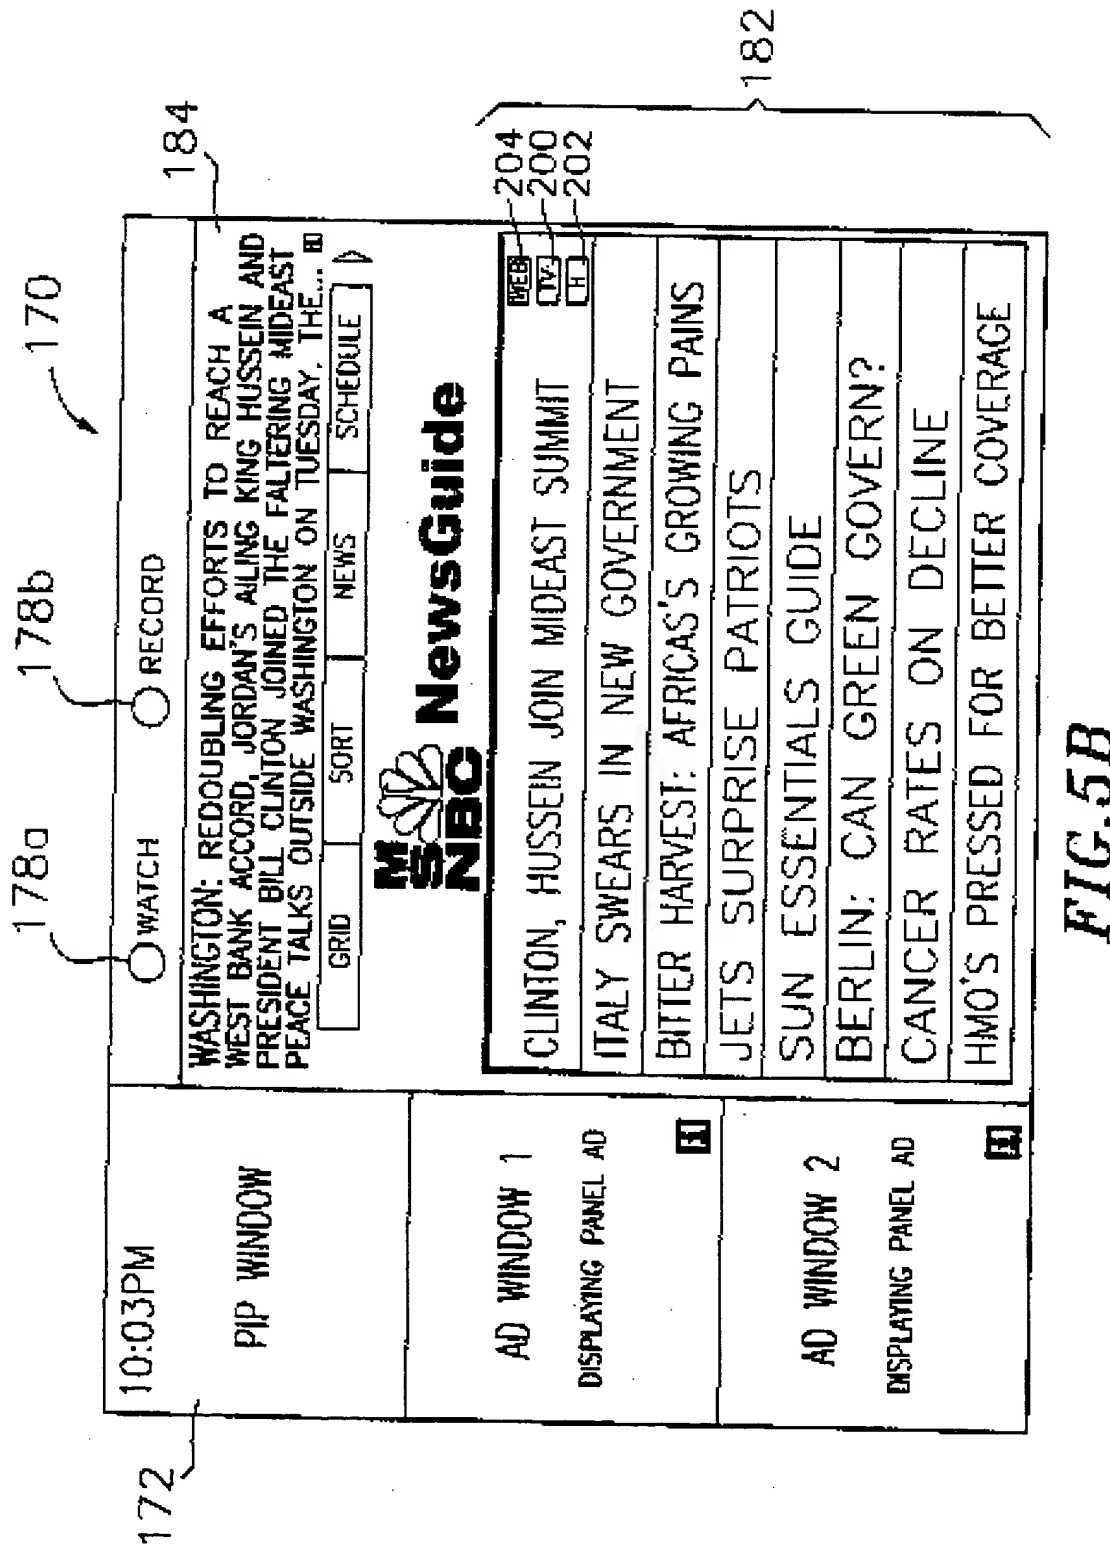 170
178a
178b
10:03PM
WATCH
RECORD
184
172
PIP WINDOW
WASHINGTON: REDOUBLING EFFORTS TO REACH A
WEST BANK ACCORD, JORDAN'S AILING KING HUSSEIN AND
PRESIDENT BILL CLINTON JOINED THE FALTERING MIDEAST
PEACE TALKS OUTSIDE WASHINGTON ON TUESDAY, THE...
GRID
SORT
NEWS
SCHEDULE
MSNBC NewsGuide
AD WINDOW 1
DISPLAYING PANEL AD
CLINTON, HUSSEIN JOIN MIDEAST SUMMIT
WEB
TV
H
204
200
202
ITALY SWEARS IN NEW GOVERNMENT
BITTER HARVEST: AFRICAS'S GROWING PAINS
JETS SURPRISE PATRIOTS
182
AD WINDOW 2
DISPLAYING PANEL AD
SUN ESSENTIALS GUIDE
BERLIN: CAN GREEN GOVERN?
CANCER RATES ON DECLINE
HMO'S PRESSED FOR BETTER COVERAGE
FIG.5B